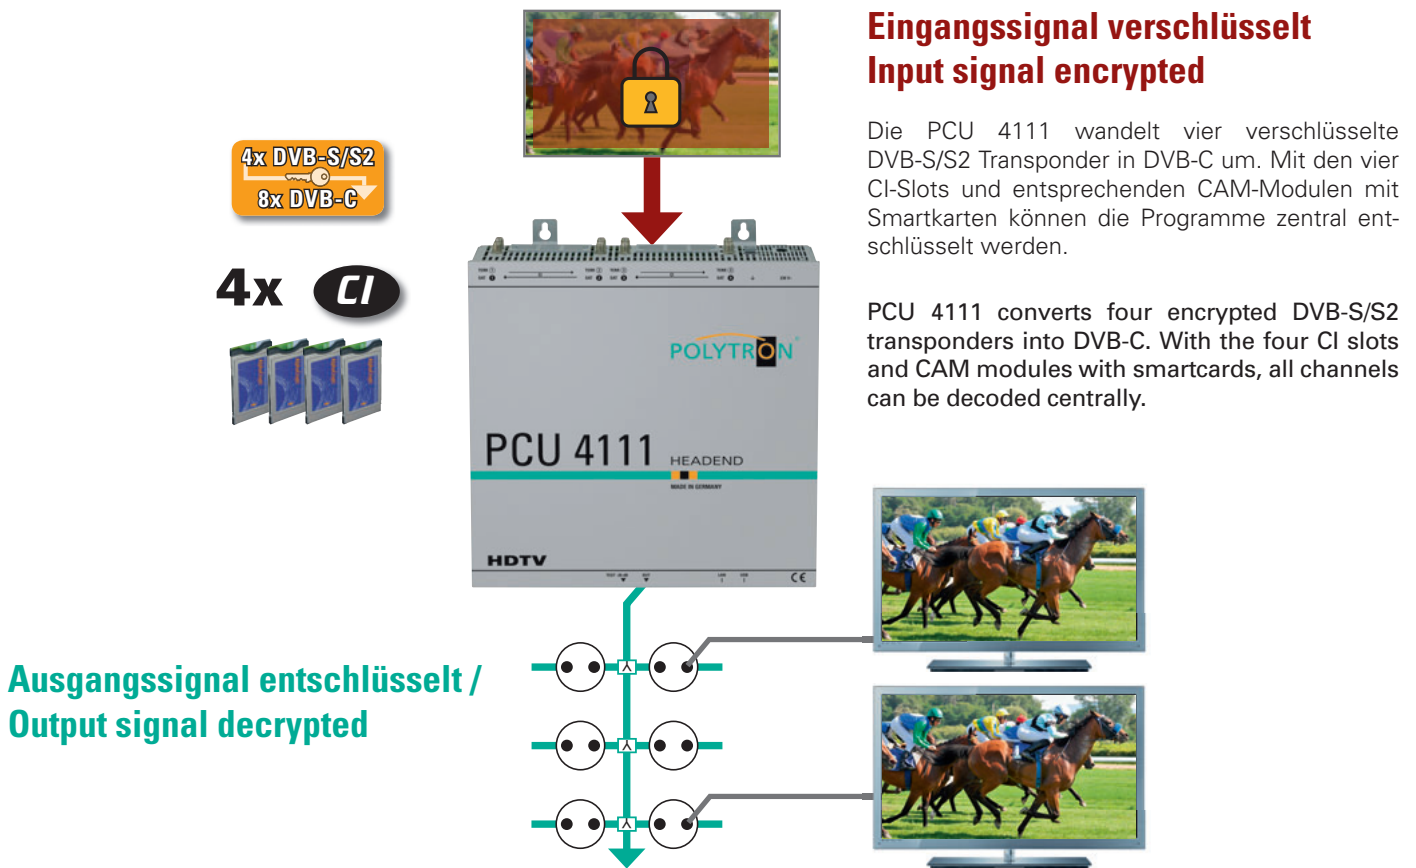 Eingangssignal verschlüsselt
Input signal encrypted
Die PCU 4111 wandelt vier verschlüsselte
DVB-S/S2 Transponder in DVB-C um. Mit den vier
CI-Slots und entsprechenden CAM-Modulen mit
Smartkarten können die Programme zentral ent-
schlüsselt werden.
PCU 4111 converts four encrypted DVB-S/S2
transponders into DVB-C. With the four CI slots
and CAM modules with smartcards, all channels
can be decoded centrally.
4x DVB-S/S2
8x DVB-C
4x CI
POLYTRON
PCU 4111 HEADEND
MADE IN GERMANY
HDTV
CE
Ausgangssignal entschlüsselt /
Output signal decrypted